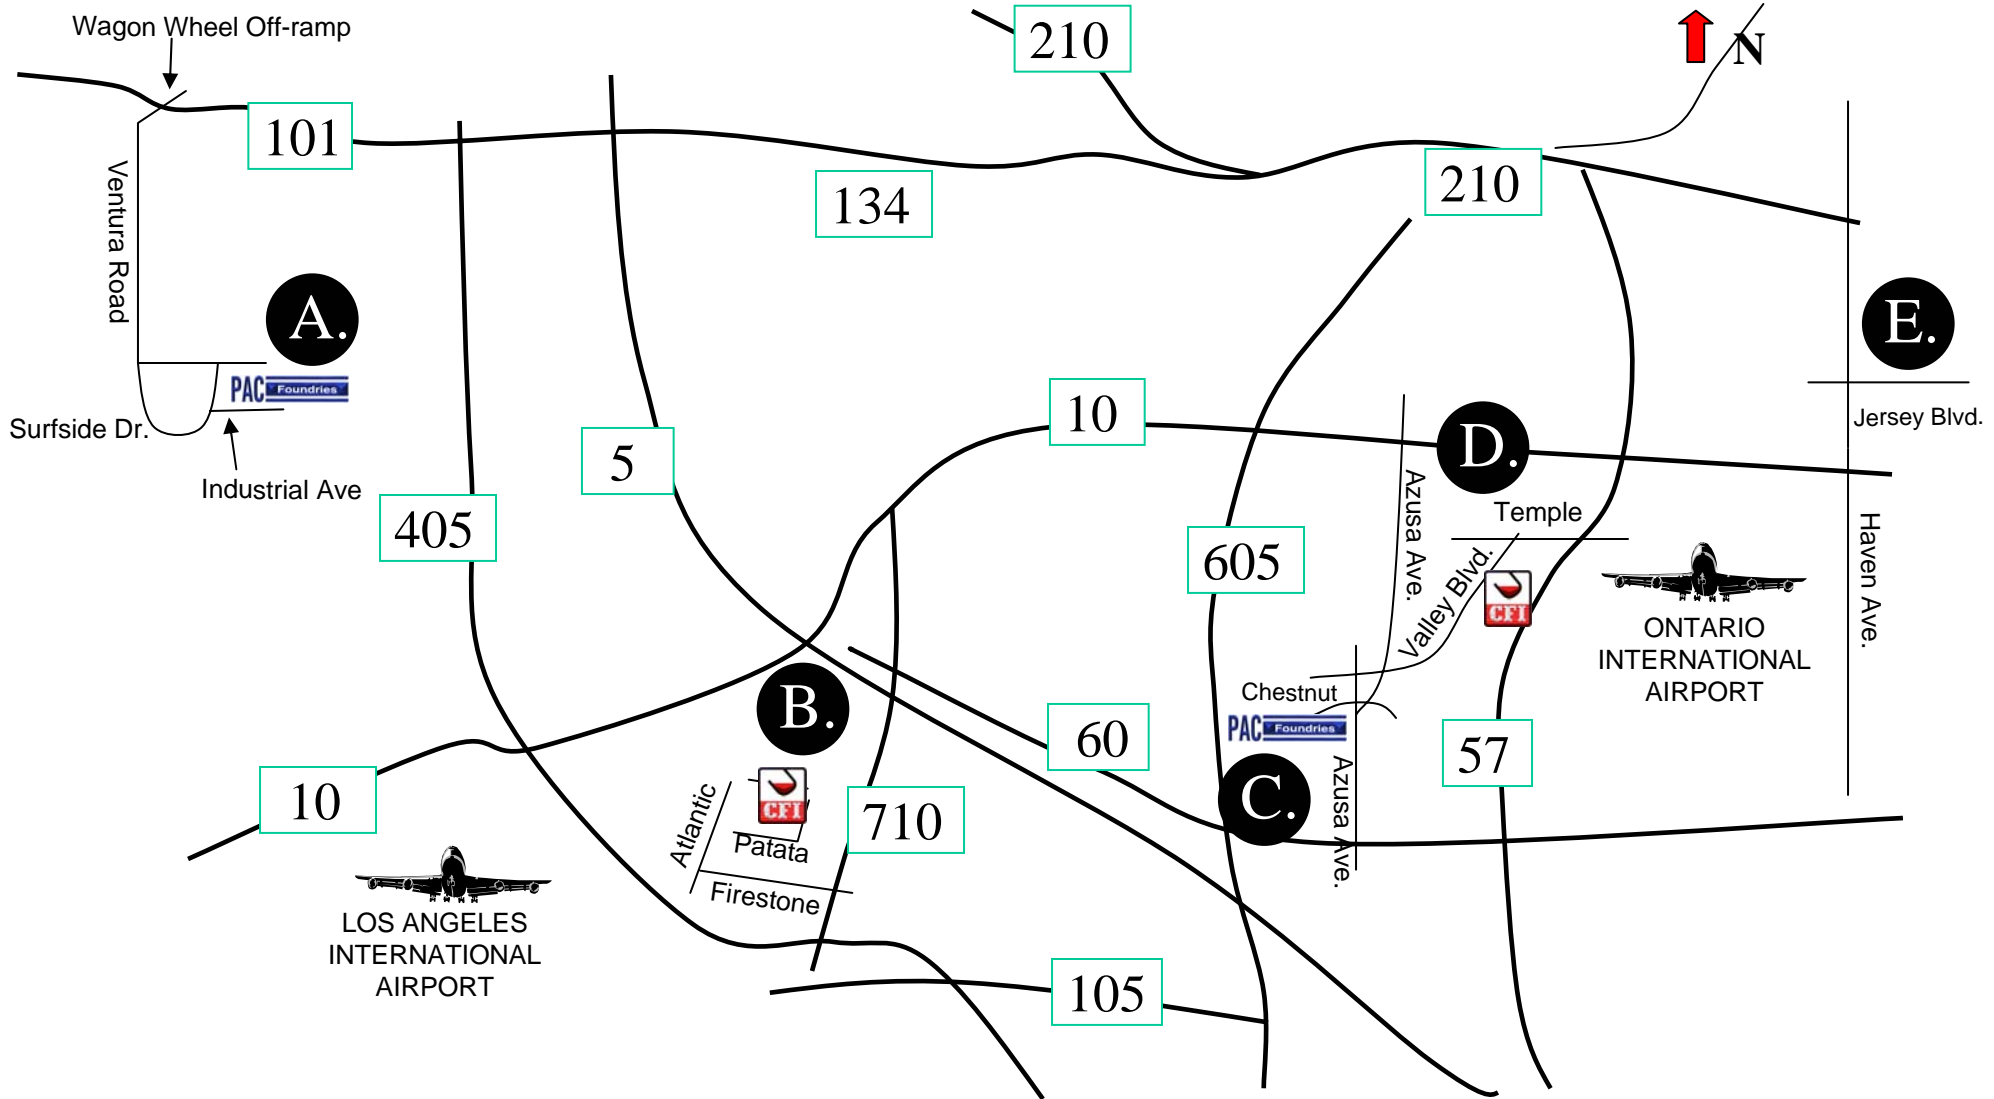 Wagon Wheel Off-ramp
210
N
101
134
210
Ventura Road
A.
E.
PAC Foundries
Surfside Dr.
Industrial Ave
10
Jersey Blvd.
5
D.
405
Azusa Ave.
Temple
605
Valley Blvd.
CFI
Haven Ave.
ONTARIO
INTERNATIONAL
AIRPORT
B.
Chestnut
PAC Foundries
60
57
10
Atlantic
CFI
Patata
710
C.
Azusa Ave.
Firestone
LOS ANGELES
INTERNATIONAL
AIRPORT
105